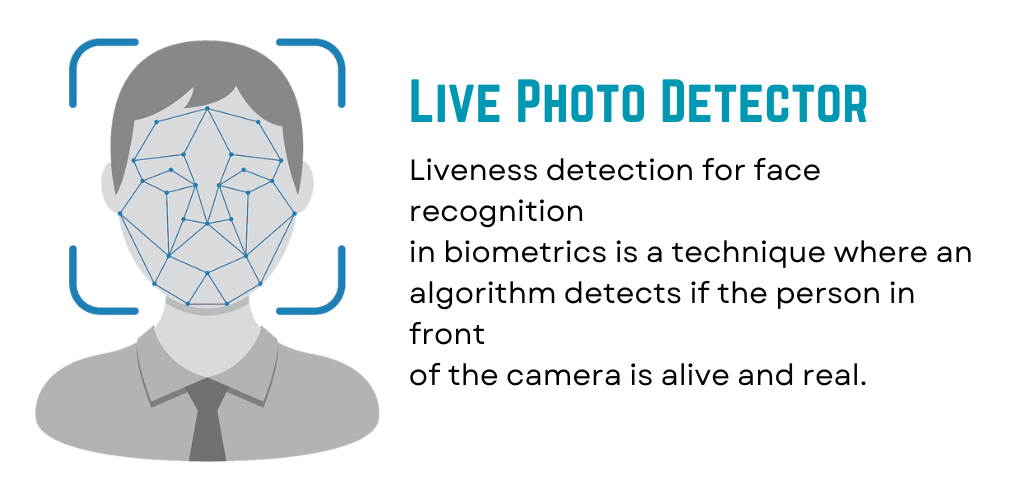 Live Photo Detector
Liveness detection for face
recognition
in biometrics is a technique where an
algorithm detects if the person in
front
of the camera is alive and real.